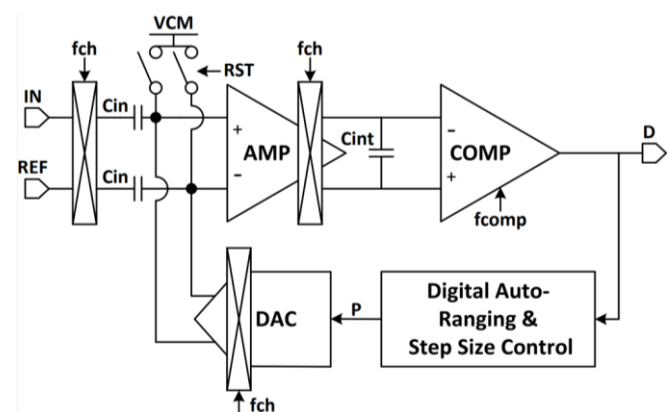 VCM
fch
fch
RST
IN
Cin
+
AMP
-
Cint
-
COMP
+
D
REF
Cin
fcomp
DAC
P
Digital Auto-
Ranging &
Step Size Control
fch